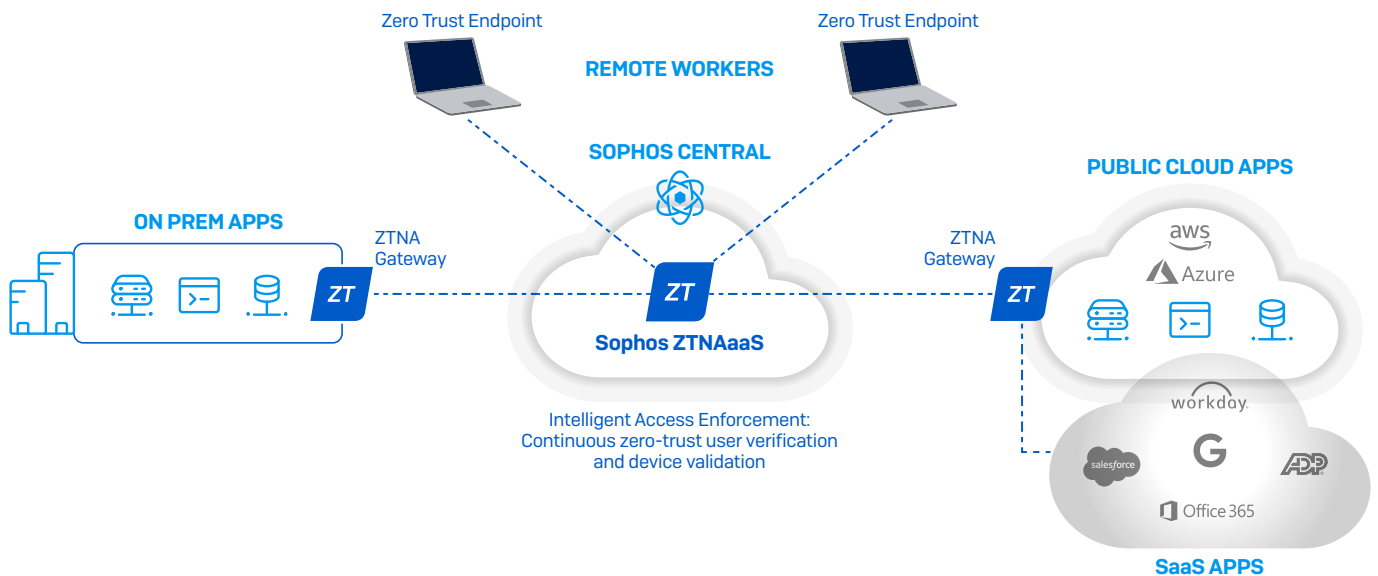 Zero Trust Endpoint
Zero Trust Endpoint
REMOTE WORKERS
SOPHOS CENTRAL
PUBLIC CLOUD APPS
ON PREM APPS
ZTNA
Gateway
ZTNA
Gateway
aws
Azure
ZT
ZT
ZT
Sophos ZTNAaaS
workday.
Intelligent Access Enforcement:
Continuous zero-trust user verification
and device validation
salesforce
G
ADP
Office 365
SaaS APPS